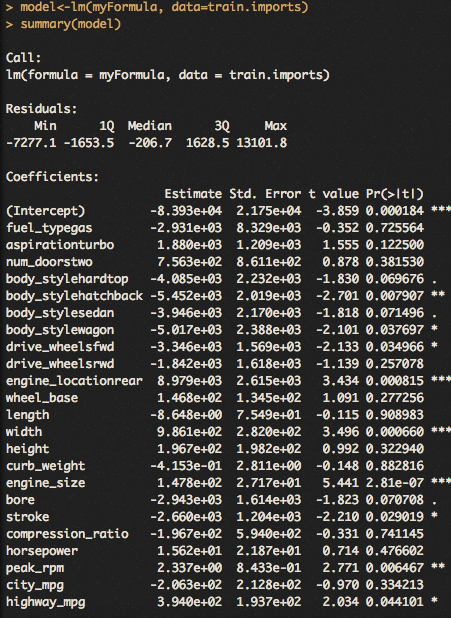 > model<-lm(myFormula, data=train.imports)
> summary(model)
Call:
lm(formula = myFormula, data = train.imports)
Residuals:
    Min      1Q  Median      3Q     Max
-7277.1 -1653.5  -206.7  1628.5 13101.8
Coefficients:
                     Estimate Std. Error t value Pr(>|t|)
(Intercept)        -8.393e+04  2.175e+04  -3.859 0.000184 ***
fuel_typegas       -2.931e+03  8.329e+03  -0.352 0.725564
aspirationturbo     1.880e+03  1.209e+03   1.555 0.122500
num_doorstwo        7.563e+02  8.611e+02   0.878 0.381530
body_stylehardtop  -4.085e+03  2.232e+03  -1.830 0.069676 .
body_stylehatchback -5.452e+03  2.019e+03  -2.701 0.007907 **
body_stylesedan    -3.946e+03  2.170e+03  -1.818 0.071496 .
body_stylewagon    -5.017e+03  2.388e+03  -2.101 0.037697 *
drive_wheelsfwd    -3.346e+03  1.569e+03  -2.133 0.034966 *
drive_wheelsrwd    -1.842e+03  1.618e+03  -1.139 0.257078
engine_locationrear 8.979e+03  2.615e+03   3.434 0.000815 ***
wheel_base          1.468e+02  1.345e+02   1.091 0.277256
length             -8.648e+00  7.549e+01  -0.115 0.908983
width               9.861e+02  2.820e+02   3.496 0.000660 ***
height              1.967e+02  1.982e+02   0.992 0.322940
curb_weight        -4.153e-01  2.811e+00  -0.148 0.882816
engine_size         1.478e+02  2.717e+01   5.441 2.81e-07 ***
bore               -2.943e+03  1.614e+03  -1.823 0.070708 .
stroke             -2.660e+03  1.204e+03  -2.210 0.029019 *
compression_ratio  -1.967e+02  5.940e+02  -0.331 0.741145
horsepower          1.562e+01  2.187e+01   0.714 0.476602
peak_rpm            2.337e+00  8.433e-01   2.771 0.006467 **
city_mpg           -2.063e+02  2.128e+02  -0.970 0.334213
highway_mpg         3.940e+02  1.937e+02   2.034 0.044101 *